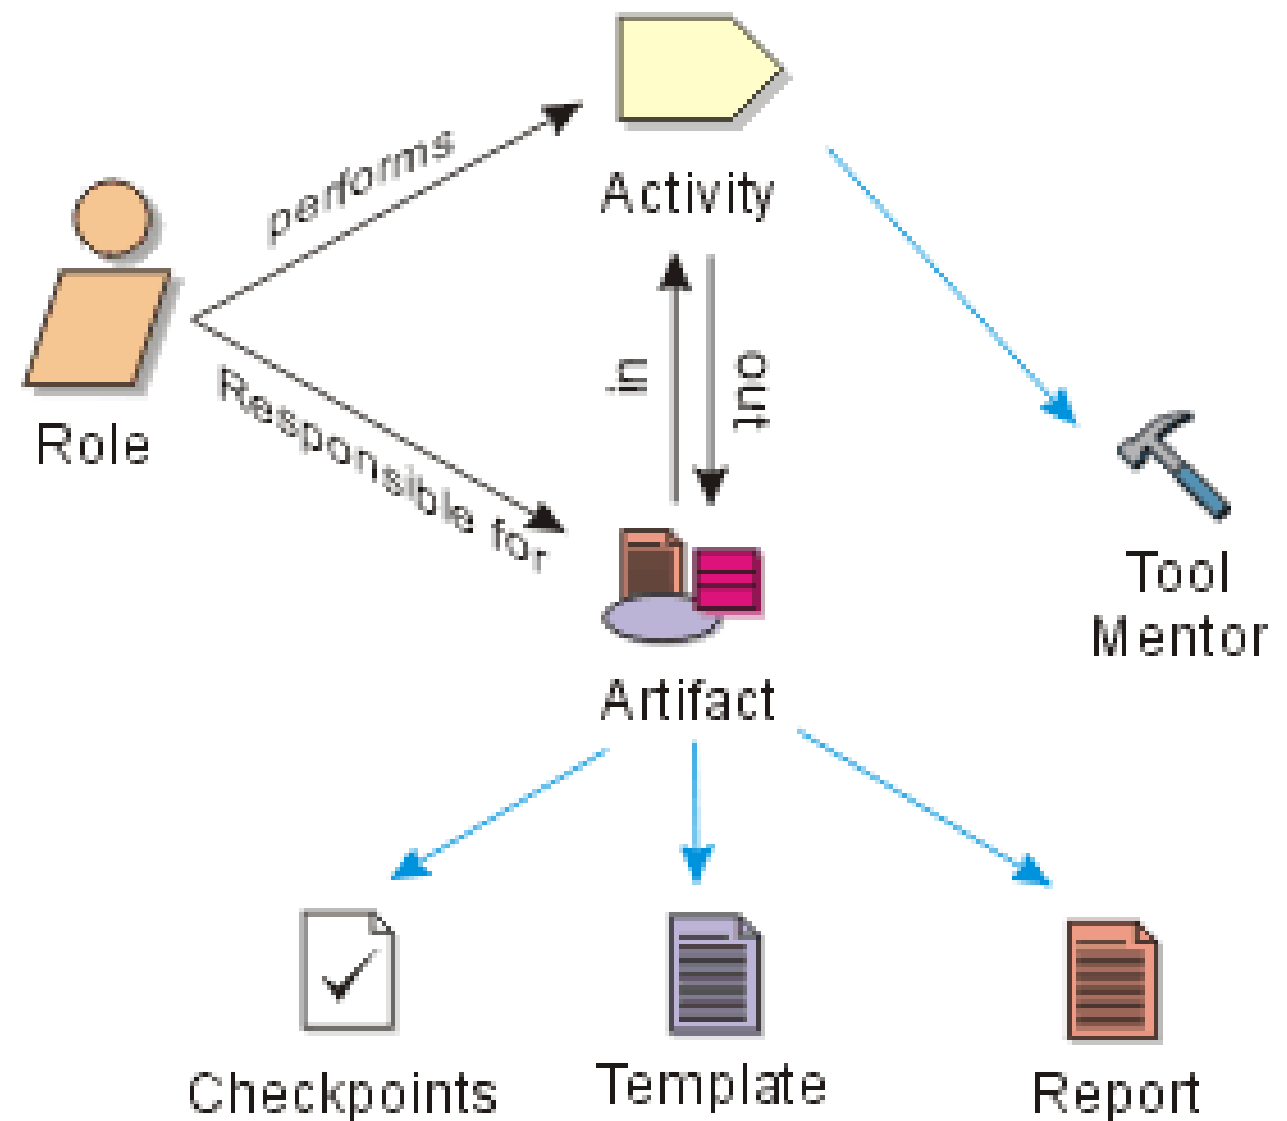 Activity
performs
Role
in
out
Responsible for
Tool
Mentor
Artifact
Checkpoints
Template
Report